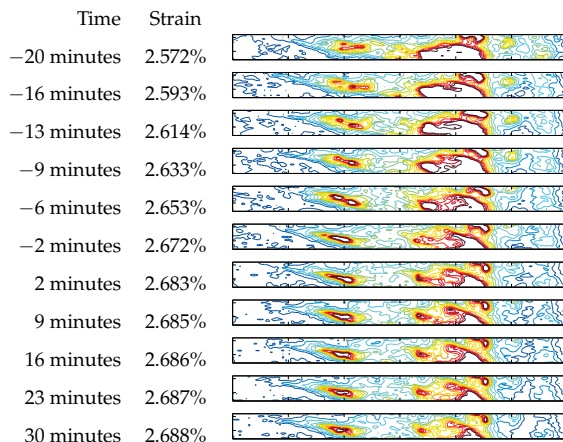 Time Strain
−20 minutes 2.572%
−16 minutes 2.593%
−13 minutes 2.614%
−9 minutes 2.633%
−6 minutes 2.653%
−2 minutes 2.672%
2 minutes 2.683%
9 minutes 2.685%
16 minutes 2.686%
23 minutes 2.687%
30 minutes 2.688%